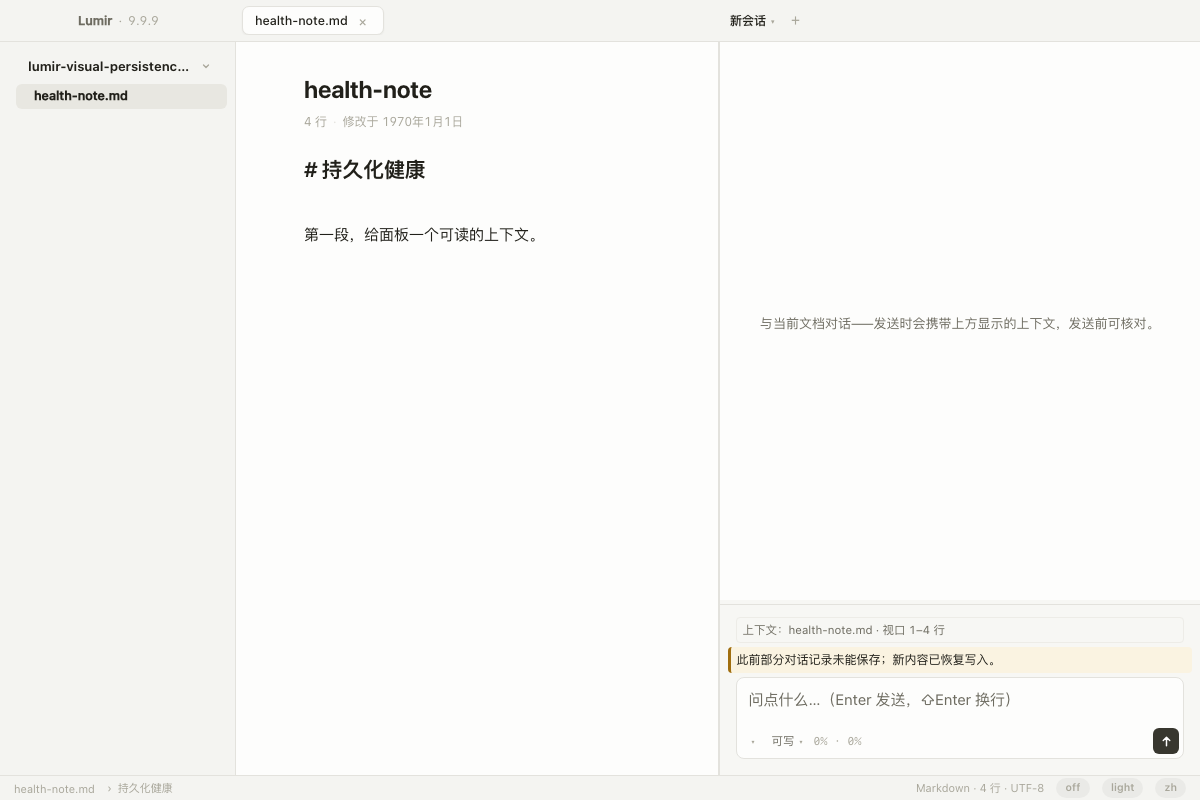 Lumir · 9.9.9
health-note.md ×
新会话 +
lumir-visual-persistenc...
health-note.md
health-note
4 行 · 修改于 1970年1月1日
# 持久化健康
第一段，给面板一个可读的上下文。
与当前文档对话——发送时会携带上方显示的上下文，发送前可核对。
上下文：health-note.md · 视口 1–4 行
此前部分对话记录未能保存；新内容已恢复写入。
问点什么…（Enter 发送，⇧Enter 换行）
可写 0% · 0%
health-note.md › 持久化健康
Markdown · 4 行 · UTF-8 off light zh